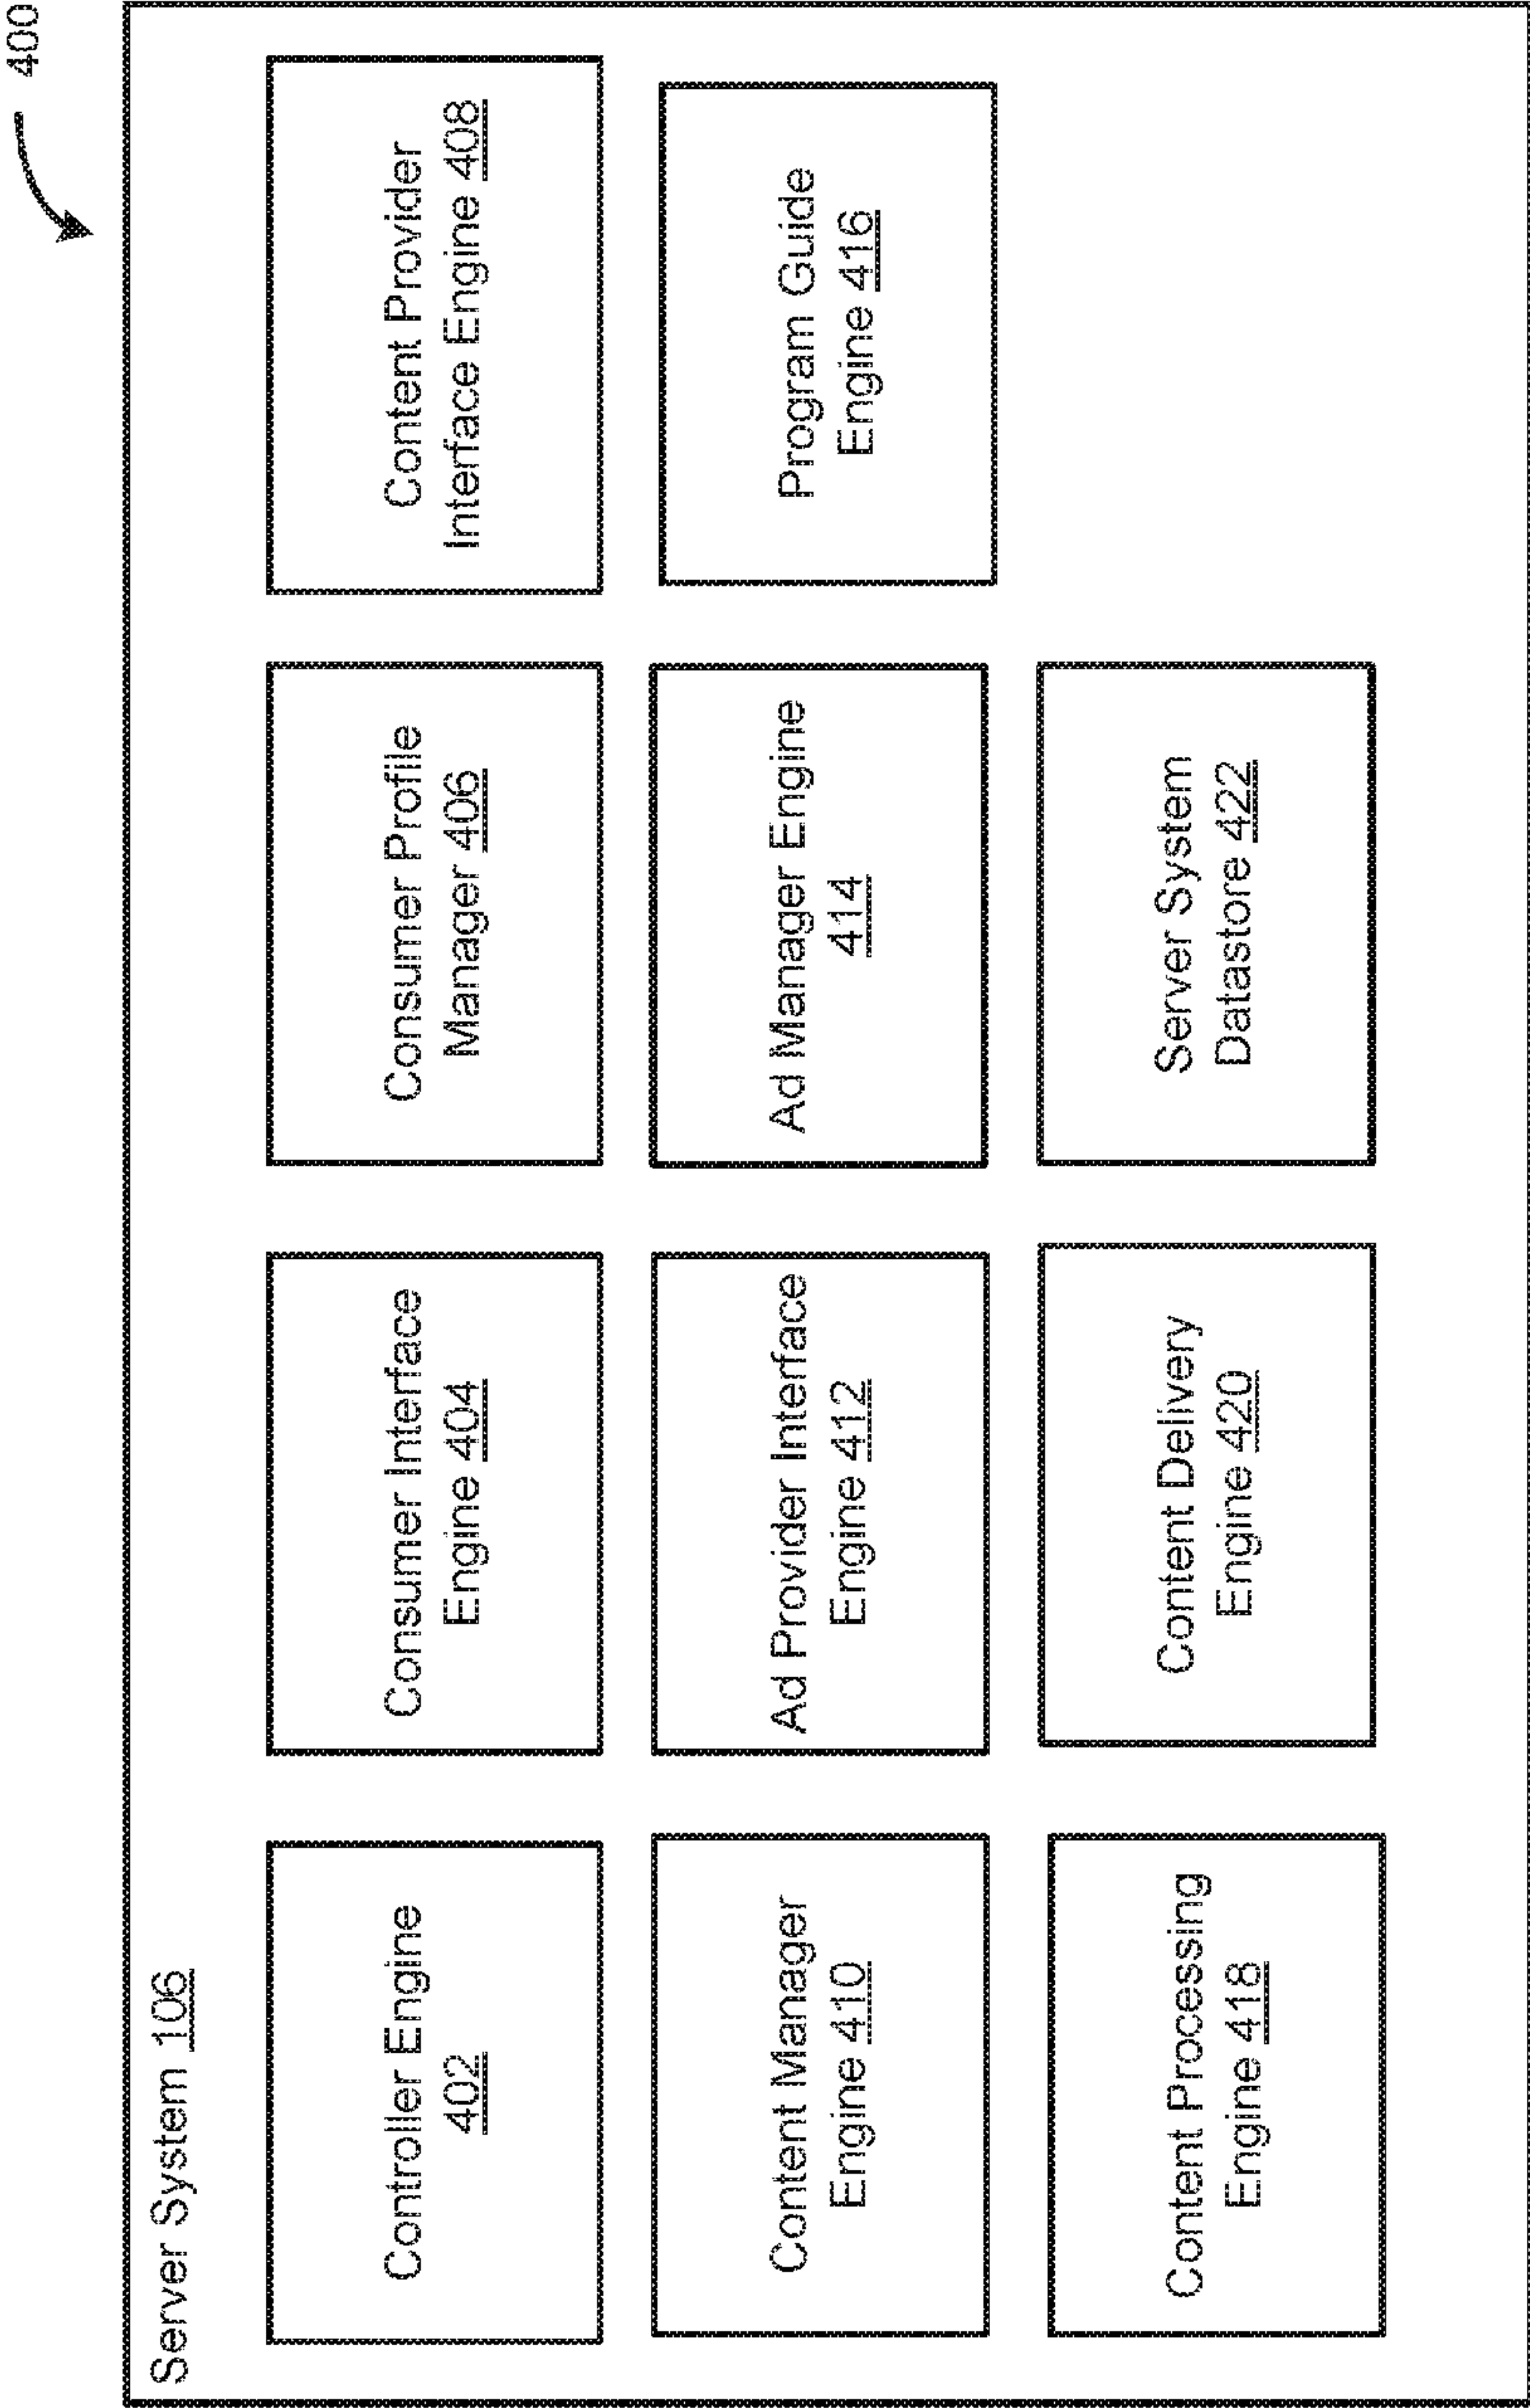 400
Server System 106
Controller Engine
402
Consumer Interface
Engine 404
Consumer Profile
Manager 406
Content Provider
Interface Engine 408
Content Manager
Engine 410
Ad Provider Interface
Engine 412
Ad Manager Engine
414
Program Guide
Engine 416
Content Processing
Engine 418
Content Delivery
Engine 420
Server System
Datastore 422